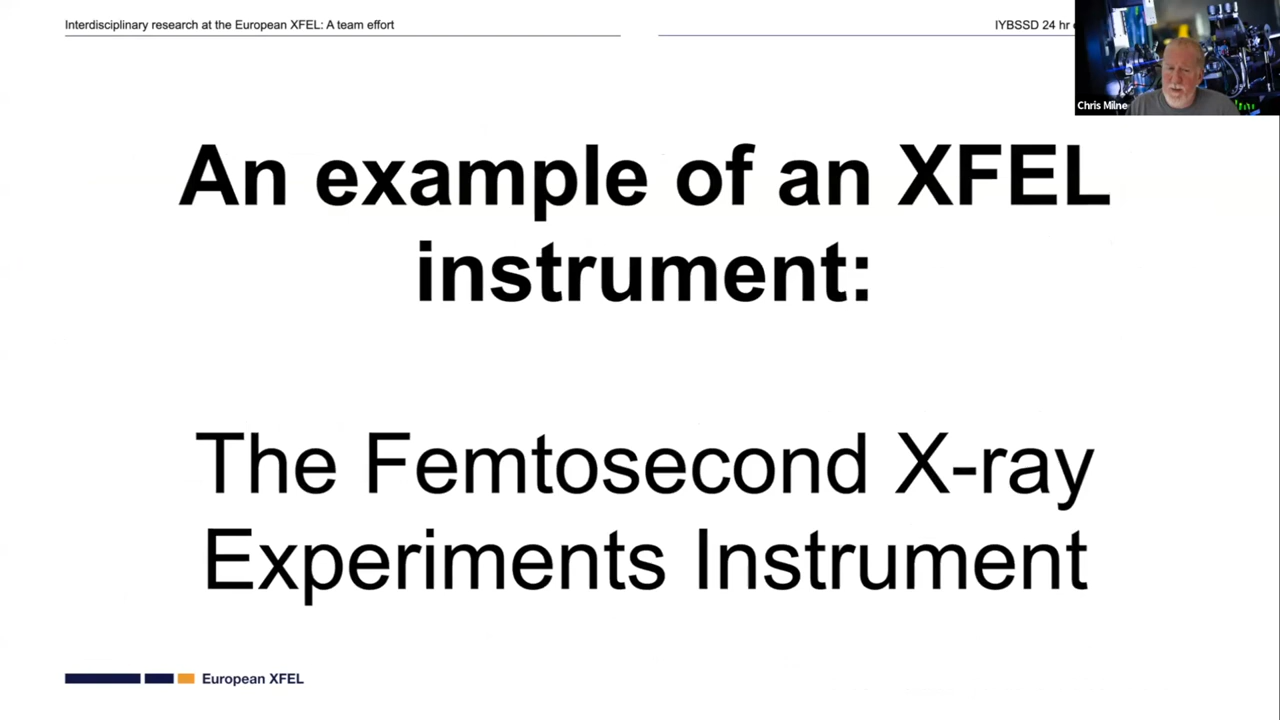 Interdisciplinary research at the European XFEL: A team effort
IYBSSD 24 hr
Chris Milne
An example of an XFEL
instrument:
The Femtosecond X-ray
Experiments Instrument
European XFEL